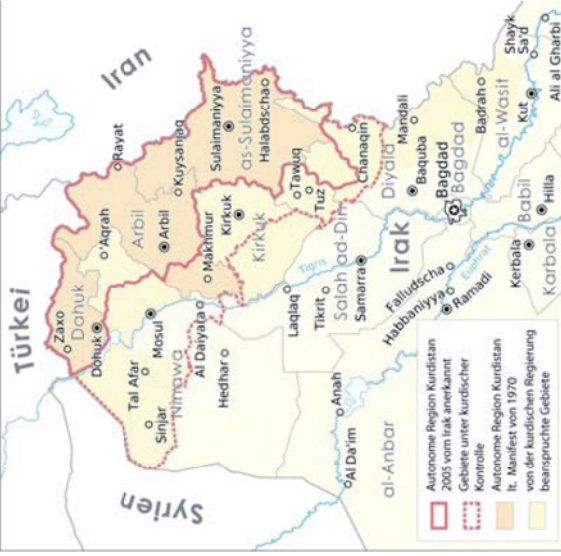 Türkei
Iran
Syrien
Irak
Zaxo
Dahuk
Dohuk
o'Aqrah
Rayat
Arbil
Arbil
Kuysanjaq
Mosul
Tal Afar
Sinjar
Ninawa
Makhmur
Hedhar
Kirkuk
Kirkuk
Sulaimaniyya
as-Sulaimaniyya
Halabdscha
Tawuq
Tuz
Chanaqin
Laqlaq
Tikrit
Salah ad-Din
Samarra
Tigris
Diyala
Mandali
Baquba
Bagdad
Bagdad
Anah
Al Da'im
al-Anbar
Falludscha
Habbaniyya
Ramadi
Euphrat
Badrah
al-Wasit
Kut
Shayk
Sa'd
Ali al Gharbi
Babil
Hilla
Kerbala
Karbala
Autonome Region Kurdistan
2005 vom Irak anerkannt
Gebiete unter kurdischer
Kontrolle
Autonome Region Kurdistan
lt. Manifest von 1970
von der kurdischen Regierung
beanspruchte Gebiete